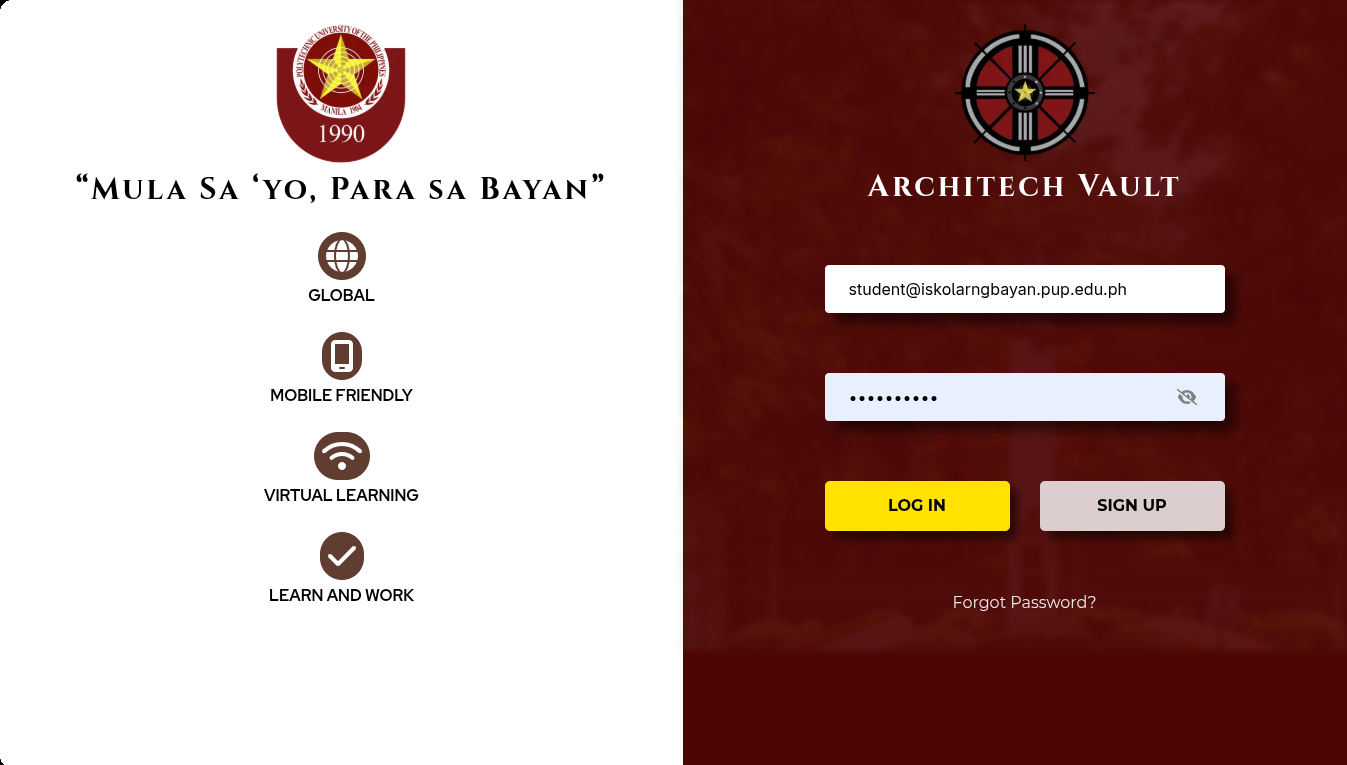 POLYTECHNIC UNIVERSITY OF THE PHILIPPINES
MANILA 1904
1990
“Mula Sa ‘yo, Para sa Bayan”
GLOBAL
MOBILE FRIENDLY
VIRTUAL LEARNING
LEARN AND WORK
Architech Vault
student@iskolarngbayan.pup.edu.ph
••••••••••
LOG IN
SIGN UP
Forgot Password?